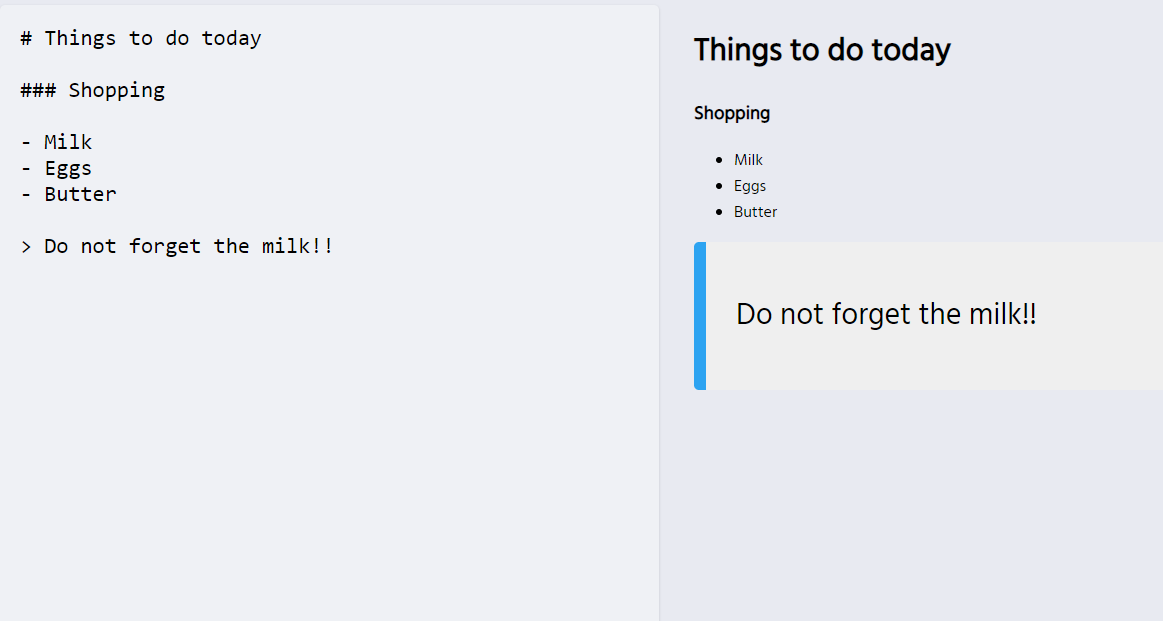 # Things to do today
### Shopping
- Milk
- Eggs
- Butter
> Do not forget the milk!!
Things to do today
Shopping
• Milk
• Eggs
• Butter
Do not forget the milk!!